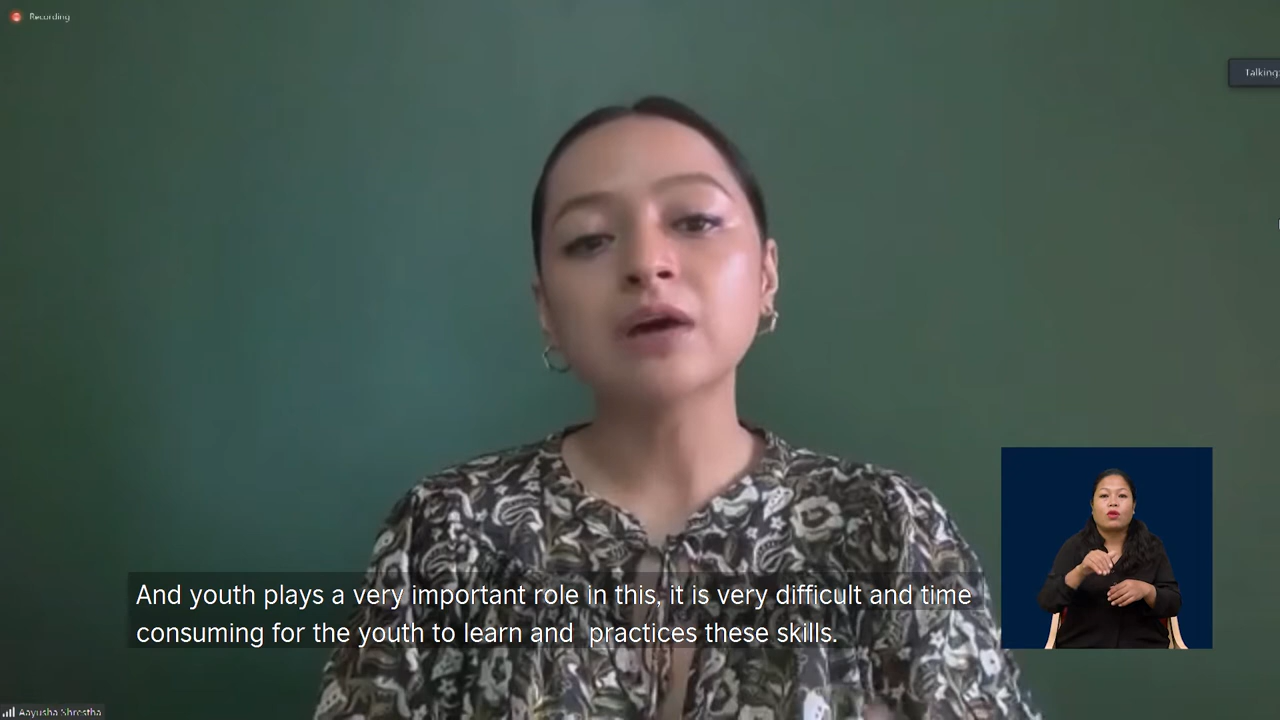 Recording
Talking:
And youth plays a very important role in this, it is very difficult and time
consuming for the youth to learn and  practices these skills.
Aayusha Shrestha